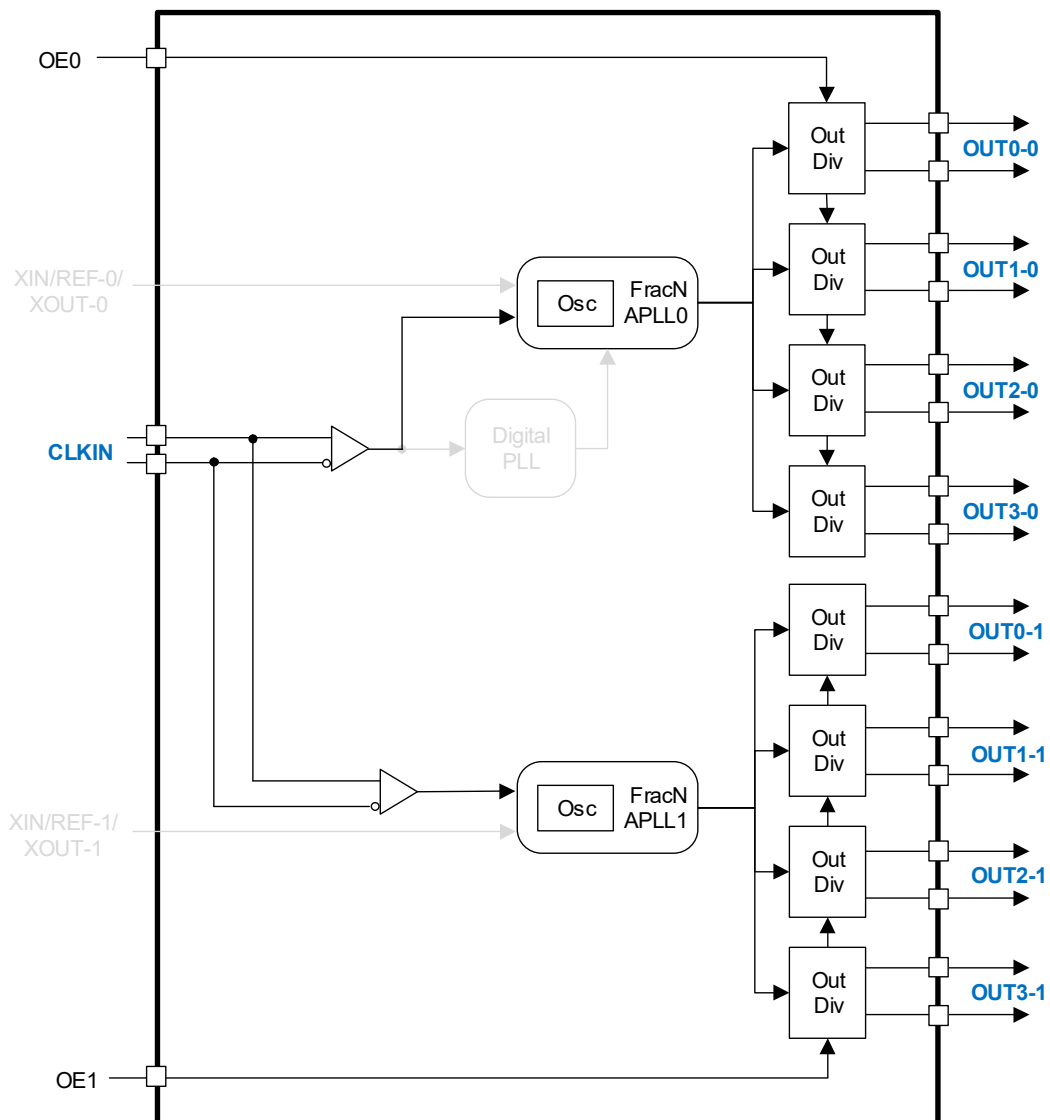 OE0
Out
Div
OUT0-0
Out
Div
OUT1-0
XIN/REF-0/
XOUT-0
Osc
FracN
APLL0
Out
Div
OUT2-0
CLKIN
Digital
PLL
Out
Div
OUT3-0
Out
Div
OUT0-1
Out
Div
OUT1-1
XIN/REF-1/
XOUT-1
Osc
FracN
APLL1
Out
Div
OUT2-1
Out
Div
OUT3-1
OE1